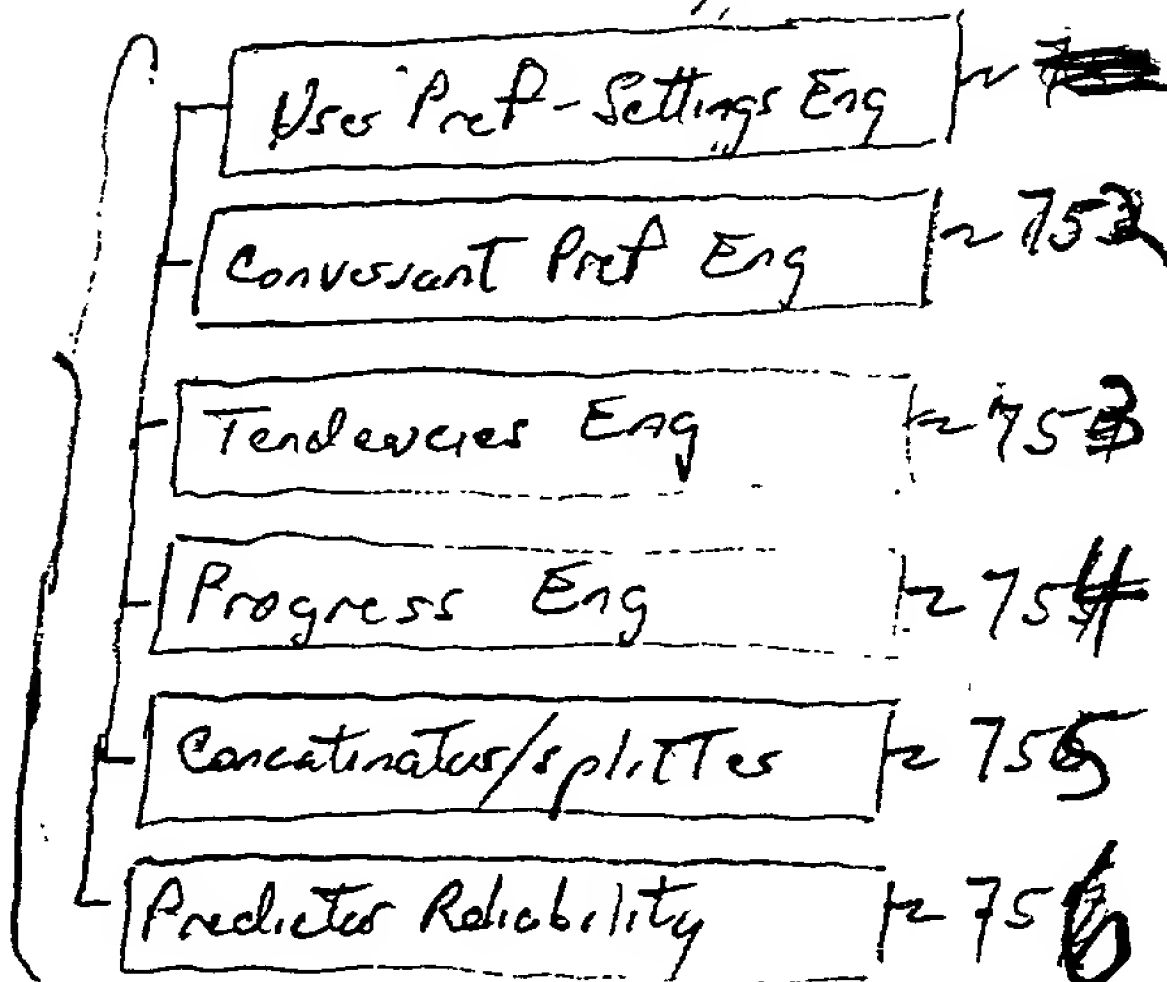 User Pref-Settings Eng
Conversant Pref Eng ~ 752
Tendencies Eng ~ 753
Progress Eng ~ 754
Concatinator/splitter ~ 755
Predictor Reliability ~ 756